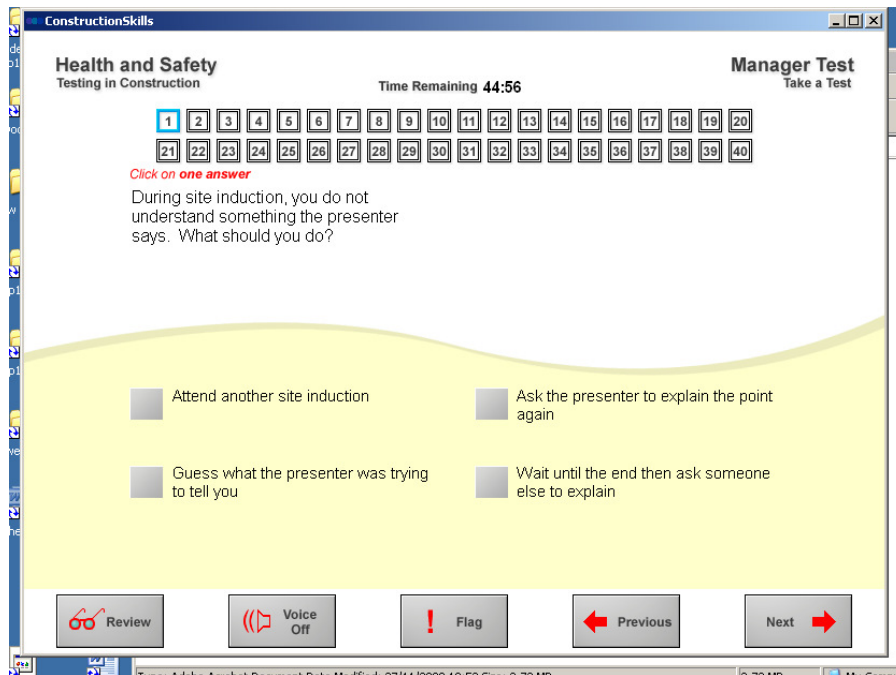 ConstructionSkills
Health and Safety
Testing in Construction
Time Remaining 44:56
Manager Test
Take a Test
1 2 3 4 5 6 7 8 9 10 11 12 13 14 15 16 17 18 19 20
21 22 23 24 25 26 27 28 29 30 31 32 33 34 35 36 37 38 39 40
Click on one answer
During site induction, you do not
understand something the presenter
says. What should you do?
Attend another site induction
Ask the presenter to explain the point
again
Guess what the presenter was trying
to tell you
Wait until the end then ask someone
else to explain
Review
Voice
Off
! Flag
Previous
Next